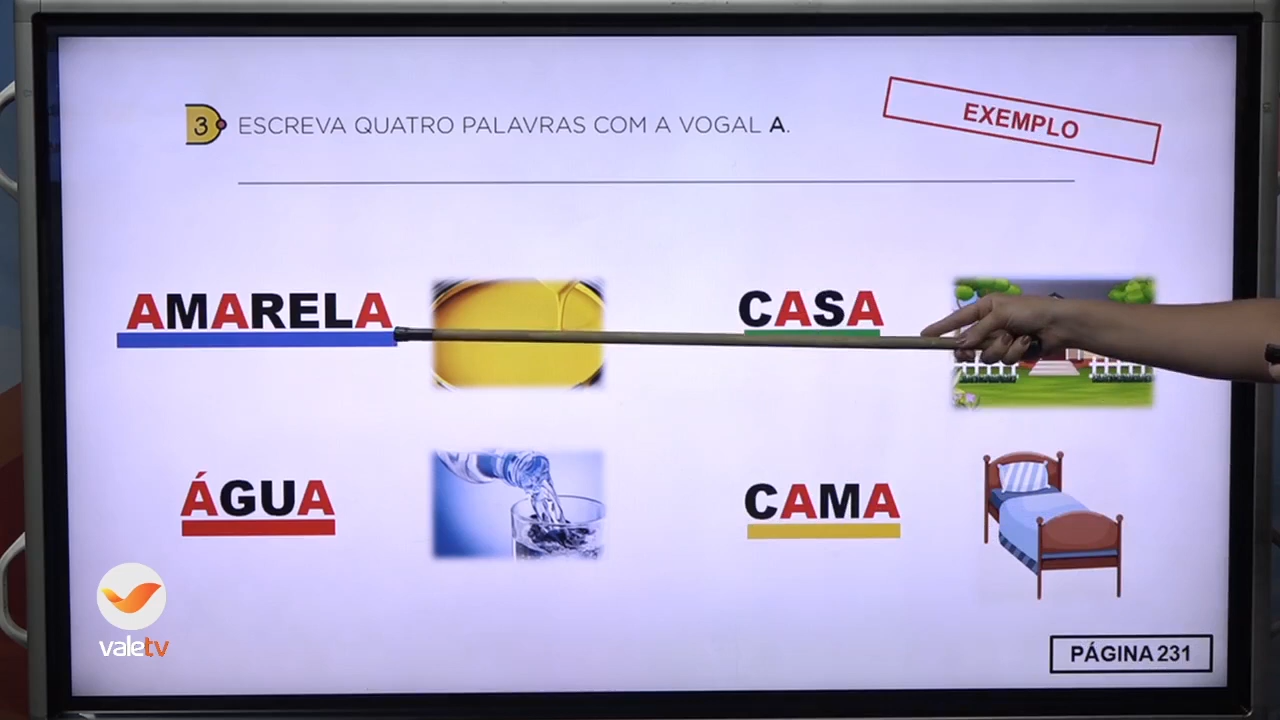 3 ESCREVA QUATRO PALAVRAS COM A VOGAL A.
EXEMPLO
AMARELA
CASA
ÁGUA
CAMA
valetv
PÁGINA 231